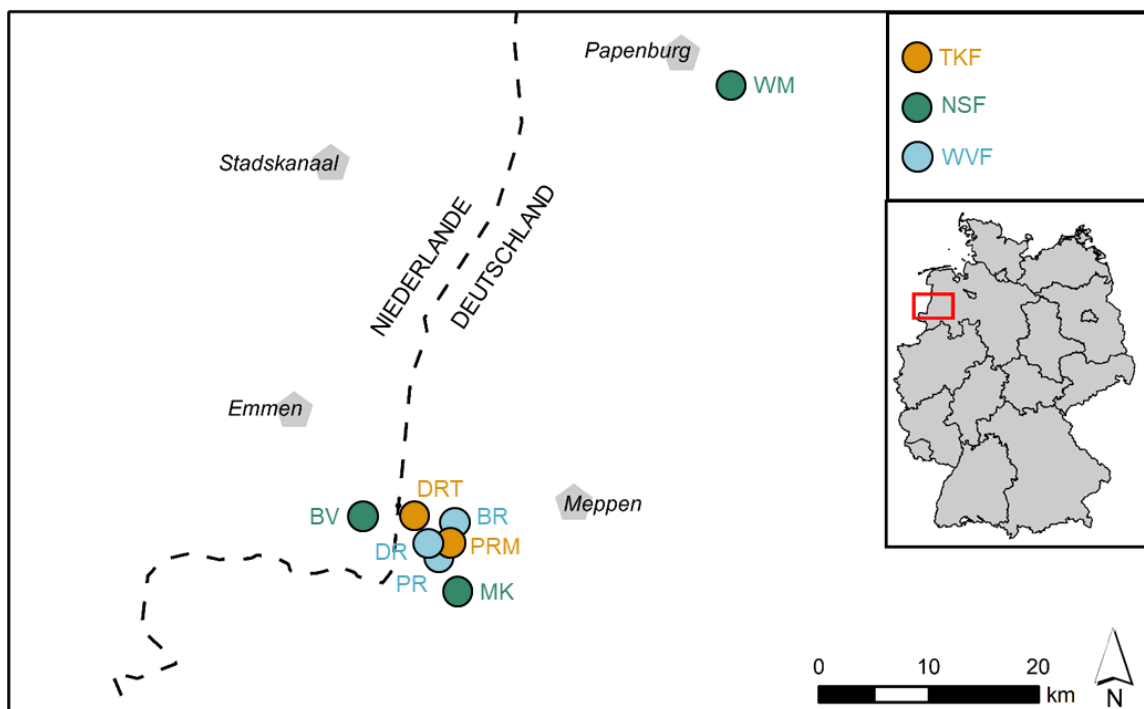 Papenburg
WM
Stadskanaal
NIEDERLANDE
DEUTSCHLAND
Emmen
DRT
Meppen
BV
BR
DR
PRM
PR
MK
TKF
NSF
WVF
0 10 20
km
N